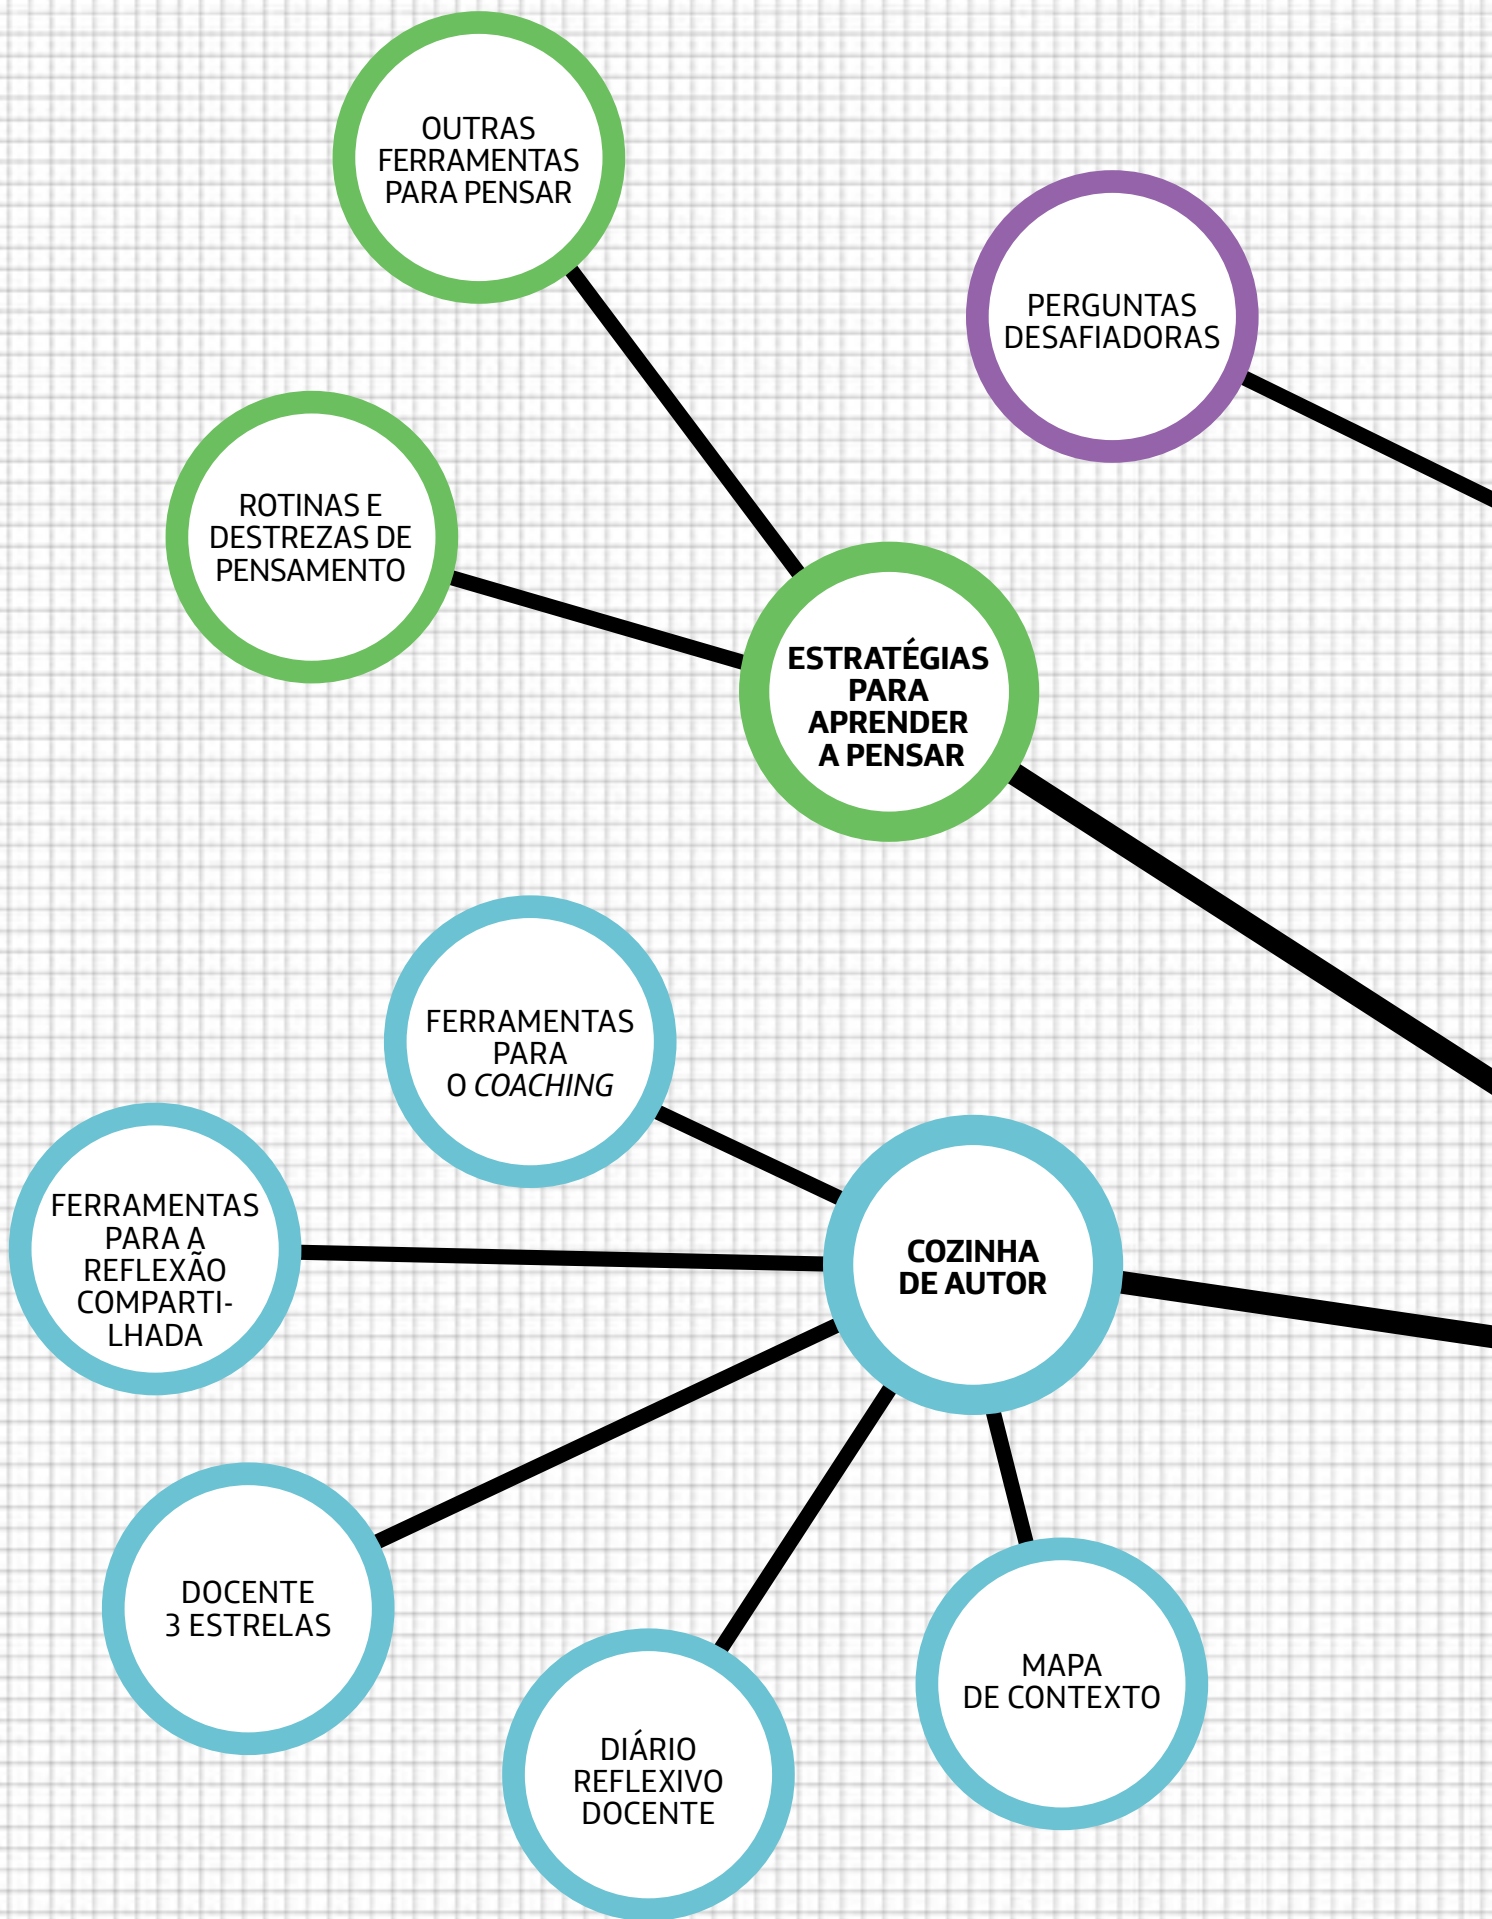 OUTRAS
FERRAMENTAS
PARA PENSAR
PERGUNTAS
DESAFIADORAS
ROTINAS E
DESTREZAS DE
PENSAMENTO
ESTRATÉGIAS
PARA
APRENDER
A PENSAR
FERRAMENTAS
PARA
O COACHING
FERRAMENTAS
PARA A
REFLEXÃO
COMPARTI-
LHADA
COZINHA
DE AUTOR
DOCENTE
3 ESTRELAS
DIÁRIO
REFLEXIVO
DOCENTE
MAPA
DE CONTEXTO